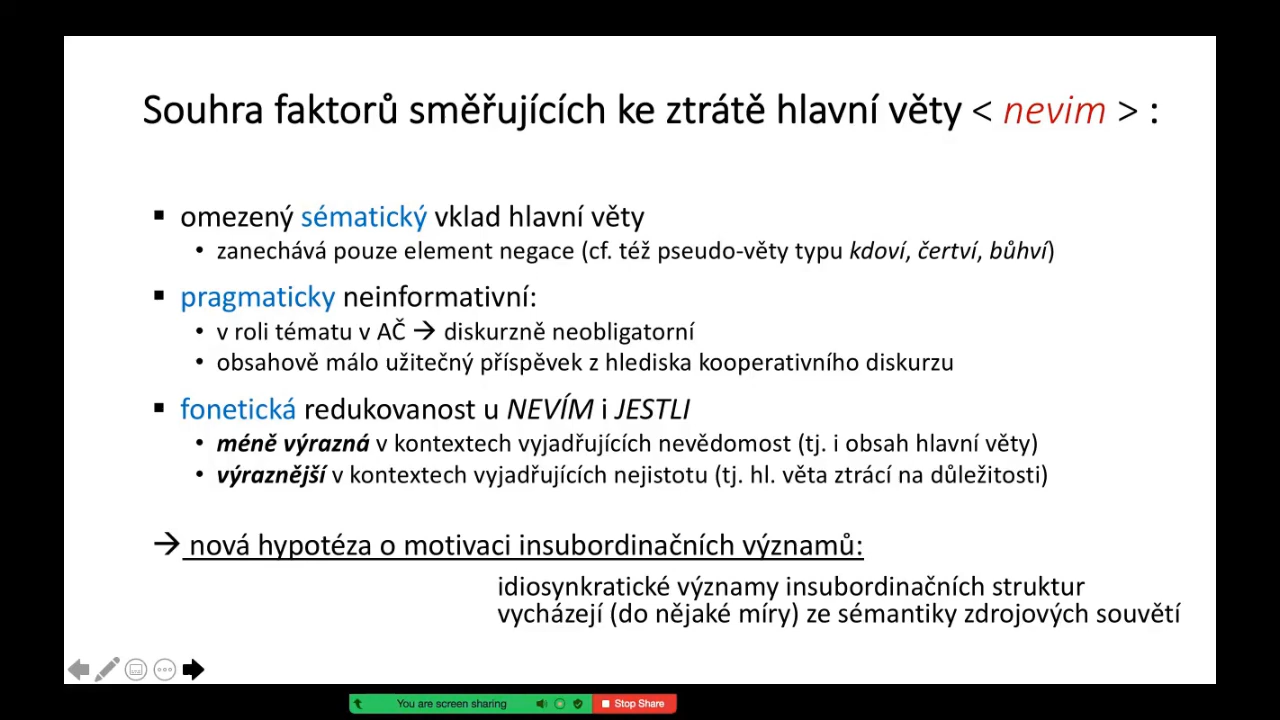 Souhra faktorů směřujících ke ztrátě hlavní věty < nevim > :
▪ omezený sématický vklad hlavní věty
• zanechává pouze element negace (cf. též pseudo-věty typu kdoví, čertví, bůhví)
▪ pragmaticky neinformativní:
• v roli tématu v AČ → diskurzně neobligatorní
• obsahově málo užitečný příspěvek z hlediska kooperativního diskurzu
▪ fonetická redukovanost u NEVÍM i JESTLI
• méně výrazná v kontextech vyjadřujících nevědomost (tj. i obsah hlavní věty)
• výraznější v kontextech vyjadřujících nejistotu (tj. hl. věta ztrácí na důležitosti)
→ nová hypotéza o motivaci insubordinačních významů:
idiosynkratické významy insubordinačních struktur
vycházejí (do nějaké míry) ze sémantiky zdrojových souvětí
You are screen sharing
Stop Share